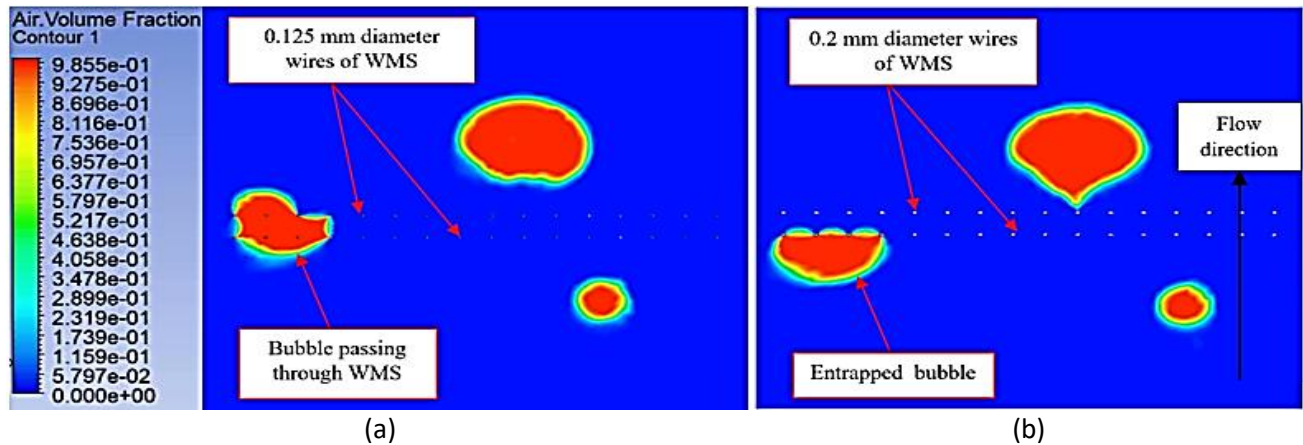 Air.Volume Fraction
Contour 1
9.855e-01
9.275e-01
8.696e-01
8.116e-01
7.536e-01
6.957e-01
6.377e-01
5.797e-01
5.217e-01
4.638e-01
4.058e-01
3.478e-01
2.899e-01
2.319e-01
1.739e-01
1.159e-01
5.797e-02
0.000e+00
0.125 mm diameter
wires of WMS
Bubble passing
through WMS
(a)
0.2 mm diameter wires
of WMS
Flow
direction
Entrapped bubble
(b)